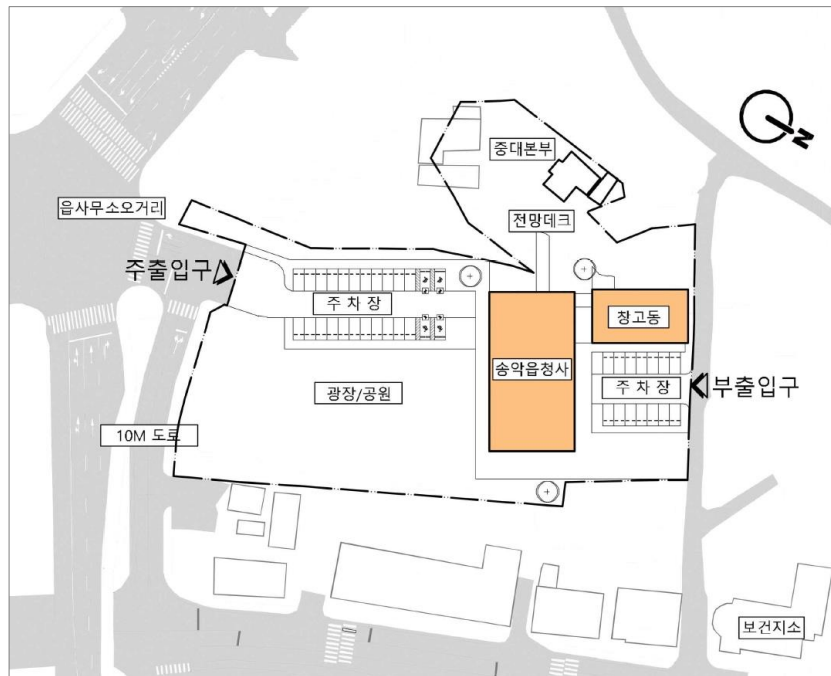 중대본부
N
읍사무소오거리
전망데크
주출입구
주 차 장
창고동
송악읍청사
광장/공원
주 차 장
부출입구
10M 도로
보건지소